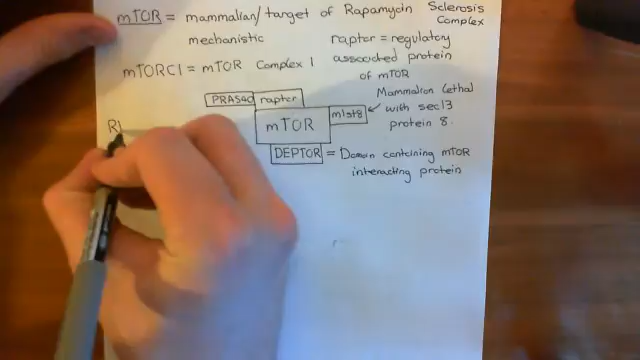 mTOR = mammalian/target of Rapamycin
mechanistic
Sclerosis
Complex
raptor = regulatory
associated protein
of mTOR
mTORC1 = mTOR Complex 1
PRAS40 raptor
mTOR
mlst8
Mammalian lethal
with sec13
protein 8.
DEPTOR = Domain containing mTOR
interacting protein